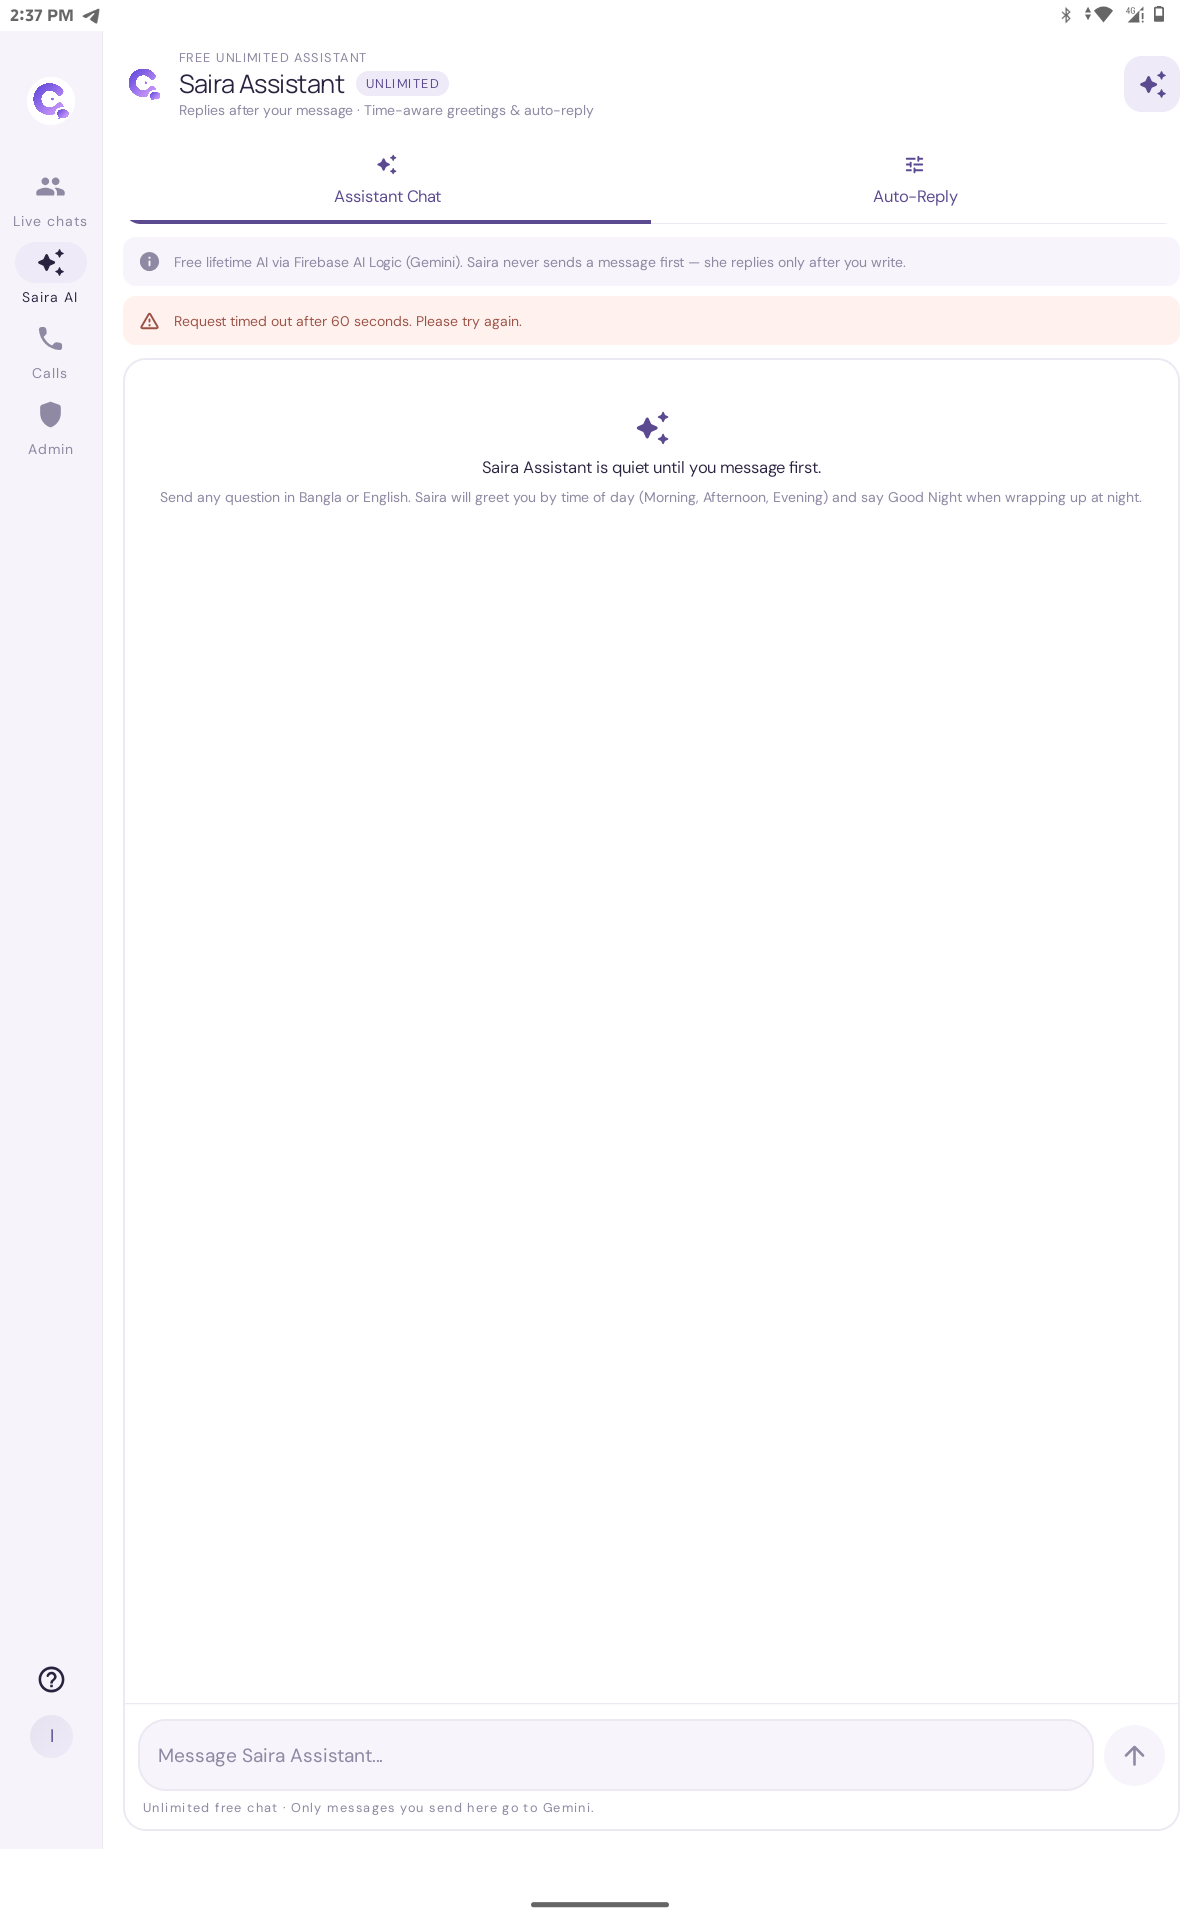 2:37 PM
4G
FREE UNLIMITED ASSISTANT
Saira Assistant UNLIMITED
Replies after your message · Time-aware greetings & auto-reply
Assistant Chat
Auto-Reply
Live chats
Saira AI
Calls
Admin
Free lifetime AI via Firebase AI Logic (Gemini). Saira never sends a message first — she replies only after you write.
Request timed out after 60 seconds. Please try again.
Saira Assistant is quiet until you message first.
Send any question in Bangla or English. Saira will greet you by time of day (Morning, Afternoon, Evening) and say Good Night when wrapping up at night.
I
Message Saira Assistant...
Unlimited free chat · Only messages you send here go to Gemini.